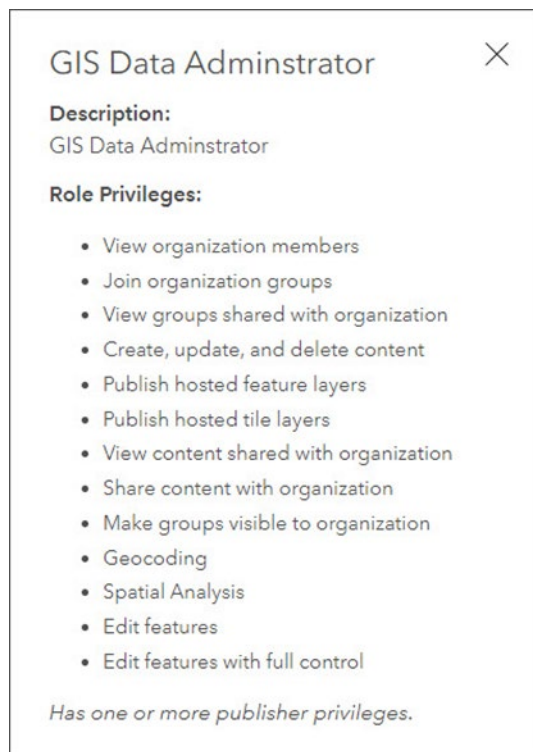 GIS Data Adminstrator
Description:
GIS Data Adminstrator
Role Privileges:
• View organization members
• Join organization groups
• View groups shared with organization
• Create, update, and delete content
• Publish hosted feature layers
• Publish hosted tile layers
• View content shared with organization
• Share content with organization
• Make groups visible to organization
• Geocoding
• Spatial Analysis
• Edit features
• Edit features with full control
Has one or more publisher privileges.